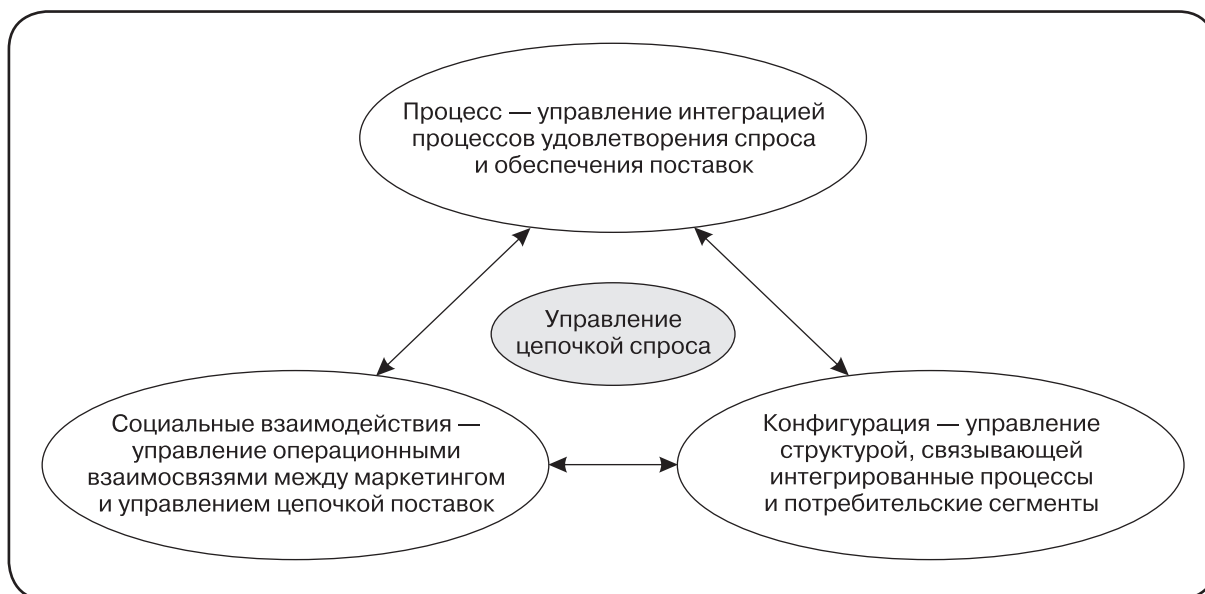 Процесс — управление интеграцией
процессов удовлетворения спроса
и обеспечения поставок
Управление
цепочкой спроса
Социальные взаимодействия —
управление операционными
взаимосвязями между маркетингом
и управлением цепочкой поставок
Конфигурация — управление
структурой, связывающей
интегрированные процессы
и потребительские сегменты